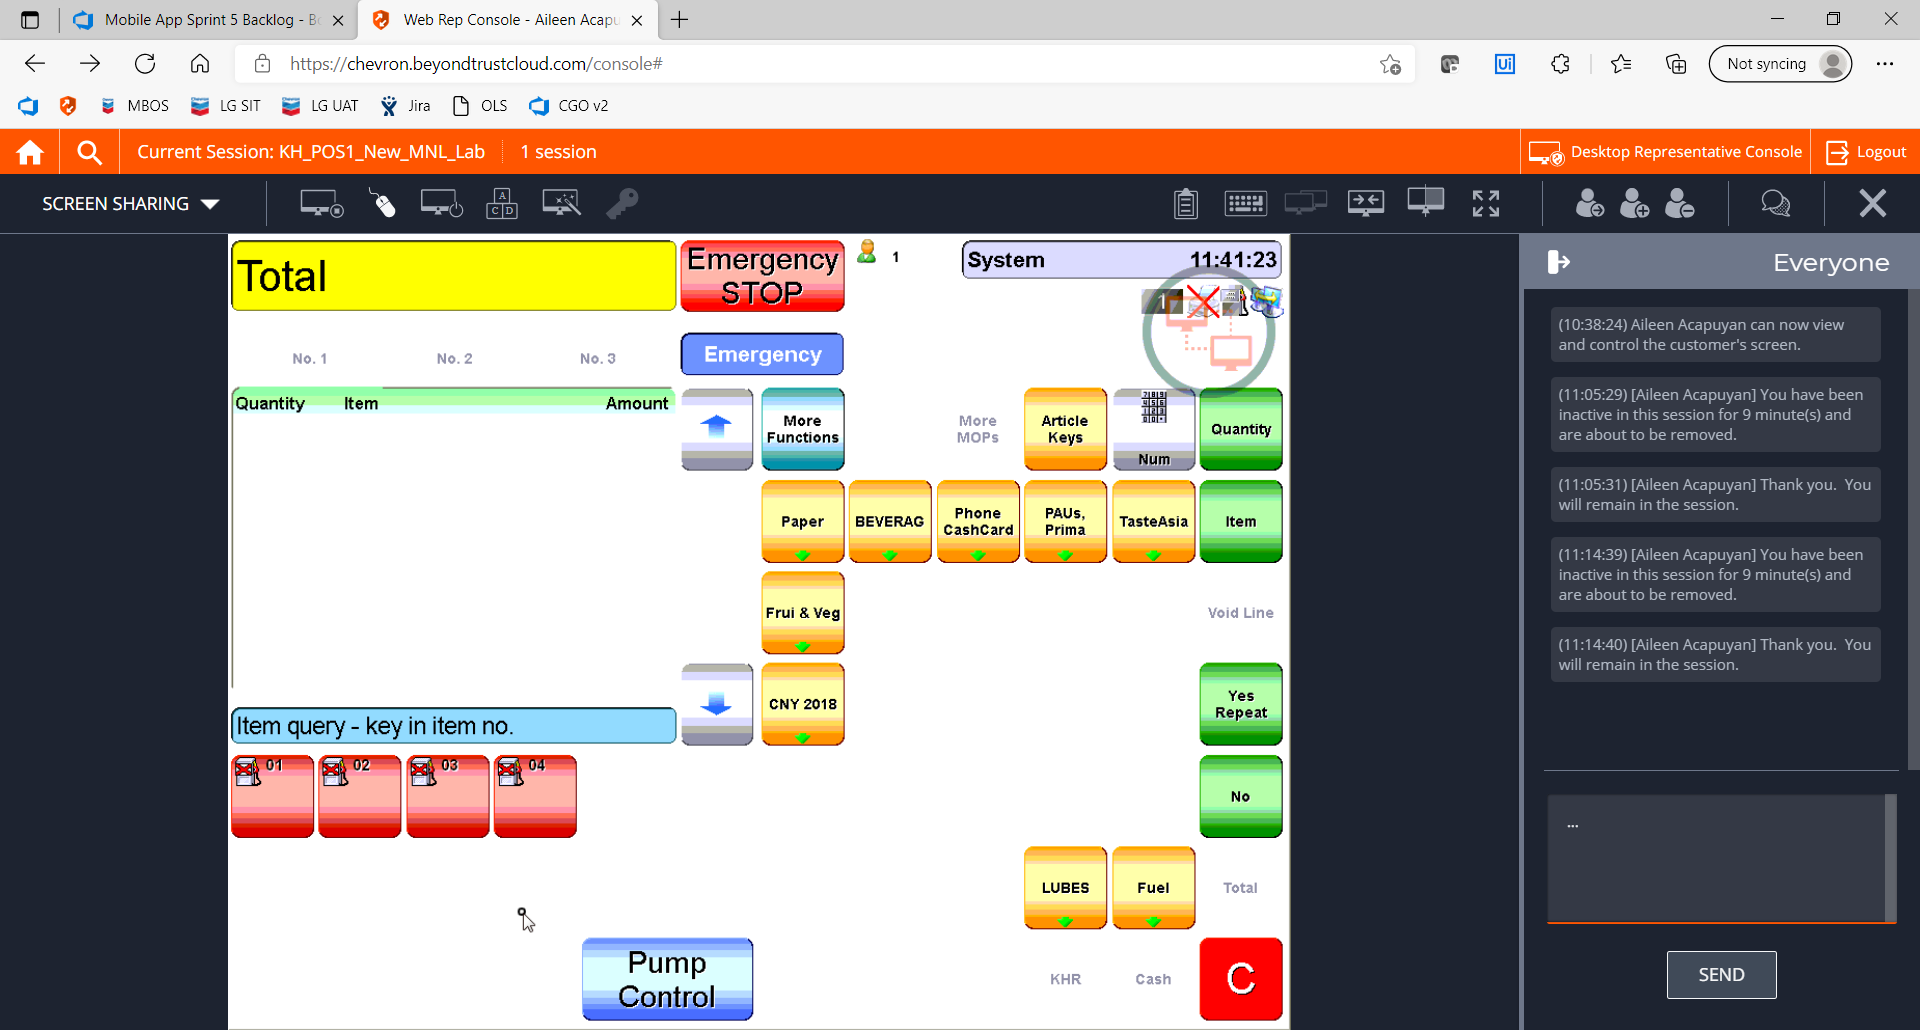 Mobile App Sprint 5 Backlog - Bo
Web Rep Console - Aileen Acapu
https://chevron.beyondtrustcloud.com/console#
Not syncing
MBOS
LG SIT
LG UAT
Jira
OLS
CGO v2
Current Session: KH_POS1_New_MNL_Lab
1 session
Desktop Representative Console
Logout
SCREEN SHARING
Total
Emergency
STOP
1
System 11:41:23
1
No. 1
No. 2
No. 3
Emergency
Quantity Item Amount
More
Functions
More
MOPs
Article
Keys
Num
Quantity
Paper
BEVERAG
Phone
CashCard
PAUs,
Prima
TasteAsia
Item
Frui & Veg
Void Line
CNY 2018
Yes
Repeat
Item query - key in item no.
01
02
03
04
No
LUBES
Fuel
Total
Pump
Control
KHR
Cash
C
Everyone
(10:38:24) Aileen Acapuyan can now view
and control the customer's screen.
(11:05:29) [Aileen Acapuyan] You have been
inactive in this session for 9 minute(s) and
are about to be removed.
(11:05:31) [Aileen Acapuyan] Thank you. You
will remain in the session.
(11:14:39) [Aileen Acapuyan] You have been
inactive in this session for 9 minute(s) and
are about to be removed.
(11:14:40) [Aileen Acapuyan] Thank you. You
will remain in the session.
...
SEND